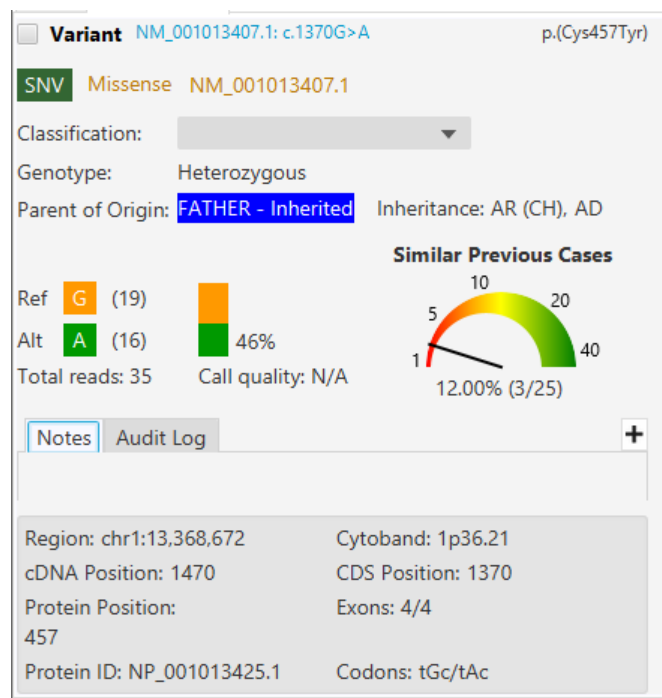 Variant NM_001013407.1: c.1370G>A p.(Cys457Tyr)
SNV Missense NM_001013407.1
Classification:
Genotype: Heterozygous
Parent of Origin: FATHER - Inherited Inheritance: AR (CH), AD
Similar Previous Cases
1 5 10 20 40
12.00% (3/25)
Ref G (19)
Alt A (16) 46%
Total reads: 35 Call quality: N/A
Notes Audit Log +
Region: chr1:13,368,672 Cytoband: 1p36.21
cDNA Position: 1470 CDS Position: 1370
Protein Position: Exons: 4/4
457
Protein ID: NP_001013425.1 Codons: tGc/tAc